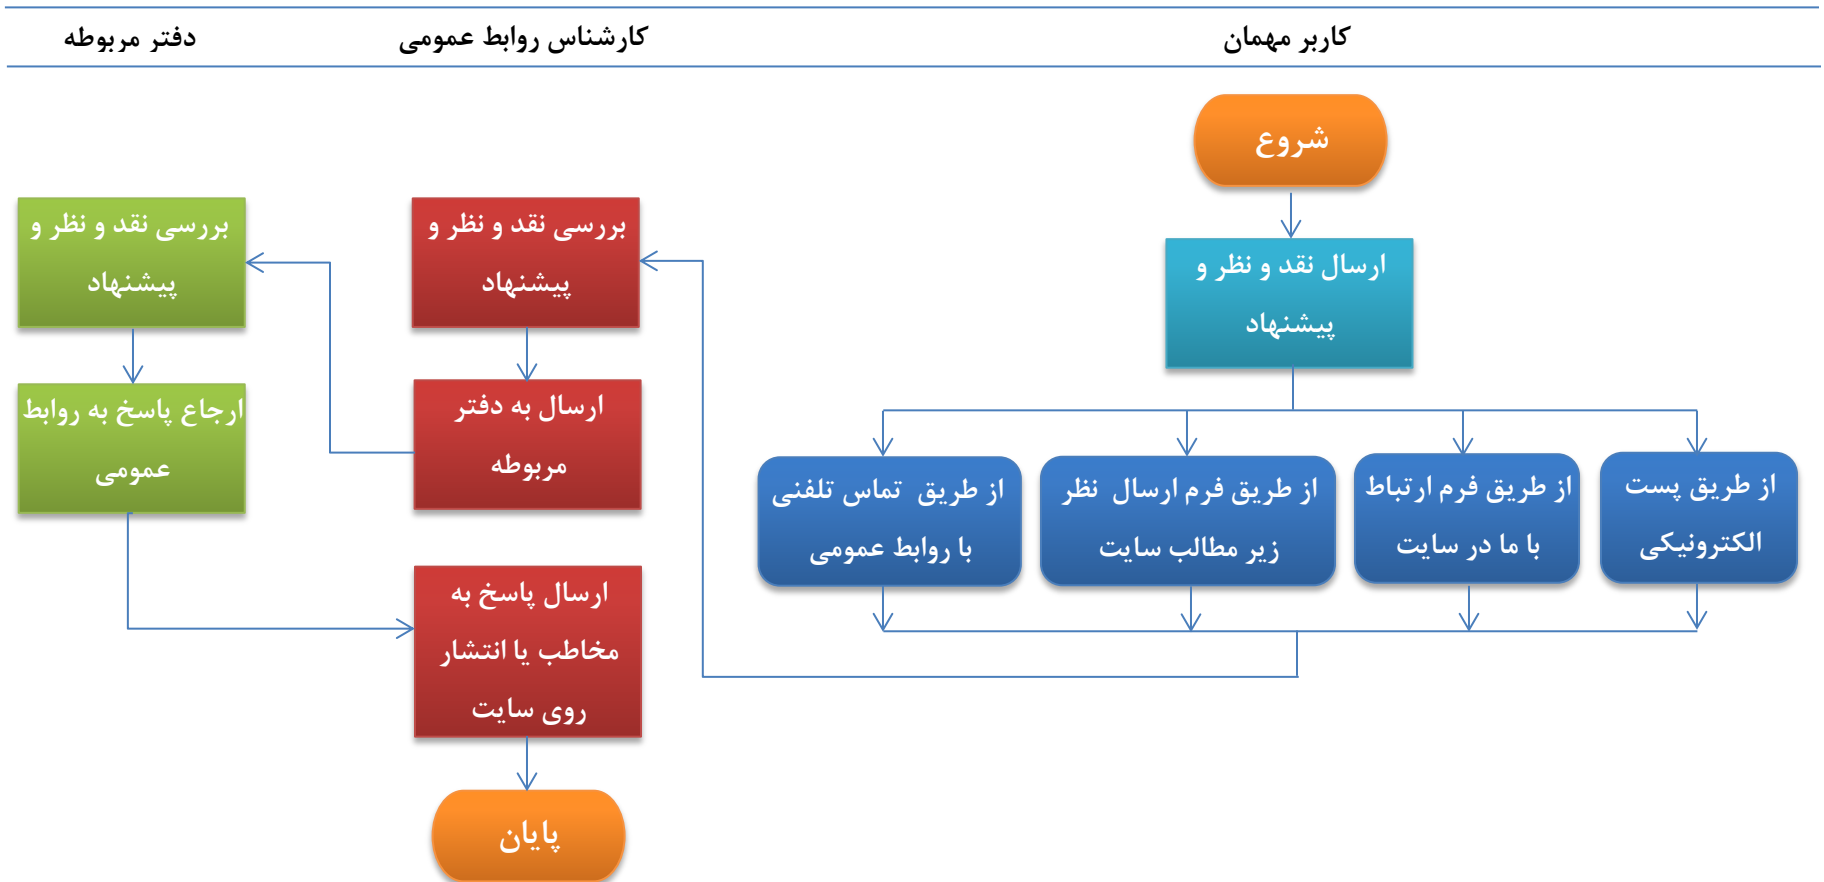 کاربر مهمان
کارشناس روابط عمومی
دفتر مربوطه
شروع
ارسال نقد و نظر و
پیشنهاد
از طریق پست
الکترونیکی
از طریق فرم ارتباط
با ما در سایت
از طریق فرم ارسال نظر
زیر مطالب سایت
از طریق تماس تلفنی
با روابط عمومی
بررسی نقد و نظر و
پیشنهاد
ارسال به دفتر
مربوطه
بررسی نقد و نظر و
پیشنهاد
ارجاع پاسخ به روابط
عمومی
ارسال پاسخ به
مخاطب یا انتشار
روی سایت
پایان